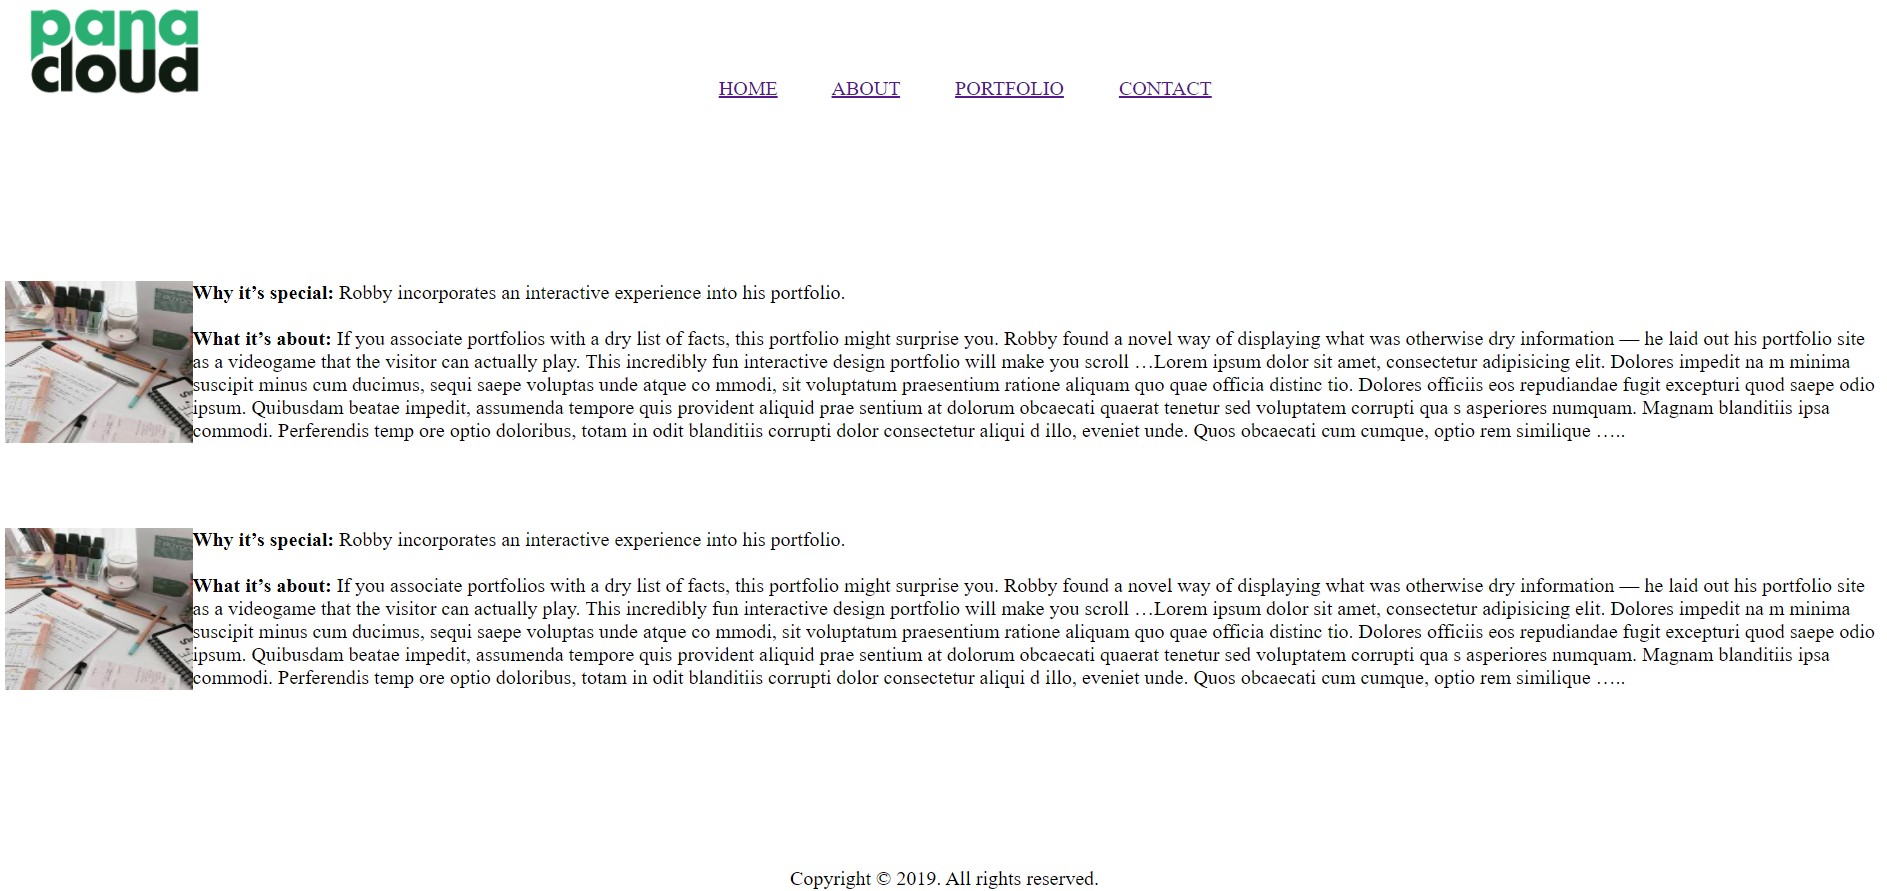 pana
cloud
HOME ABOUT PORTFOLIO CONTACT
Why it’s special: Robby incorporates an interactive experience into his portfolio.
What it’s about: If you associate portfolios with a dry list of facts, this portfolio might surprise you. Robby found a novel way of displaying what was otherwise dry information — he laid out his portfolio site
as a videogame that the visitor can actually play. This incredibly fun interactive design portfolio will make you scroll …Lorem ipsum dolor sit amet, consectetur adipisicing elit. Dolores impedit na m minima
suscipit minus cum ducimus, sequi saepe voluptas unde atque co mmodi, sit voluptatum praesentium ratione aliquam quo quae officia distinc tio. Dolores officiis eos repudiandae fugit excepturi quod saepe odio
ipsum. Quibusdam beatae impedit, assumenda tempore quis provident aliquid prae sentium at dolorum obcaecati quaerat tenetur sed voluptatem corrupti qua s asperiores numquam. Magnam blanditiis ipsa
commodi. Perferendis temp ore optio doloribus, totam in odit blanditiis corrupti dolor consectetur aliqui d illo, eveniet unde. Quos obcaecati cum cumque, optio rem similique …..
Why it’s special: Robby incorporates an interactive experience into his portfolio.
What it’s about: If you associate portfolios with a dry list of facts, this portfolio might surprise you. Robby found a novel way of displaying what was otherwise dry information — he laid out his portfolio site
as a videogame that the visitor can actually play. This incredibly fun interactive design portfolio will make you scroll …Lorem ipsum dolor sit amet, consectetur adipisicing elit. Dolores impedit na m minima
suscipit minus cum ducimus, sequi saepe voluptas unde atque co mmodi, sit voluptatum praesentium ratione aliquam quo quae officia distinc tio. Dolores officiis eos repudiandae fugit excepturi quod saepe odio
ipsum. Quibusdam beatae impedit, assumenda tempore quis provident aliquid prae sentium at dolorum obcaecati quaerat tenetur sed voluptatem corrupti qua s asperiores numquam. Magnam blanditiis ipsa
commodi. Perferendis temp ore optio doloribus, totam in odit blanditiis corrupti dolor consectetur aliqui d illo, eveniet unde. Quos obcaecati cum cumque, optio rem similique …..
Copyright © 2019. All rights reserved.